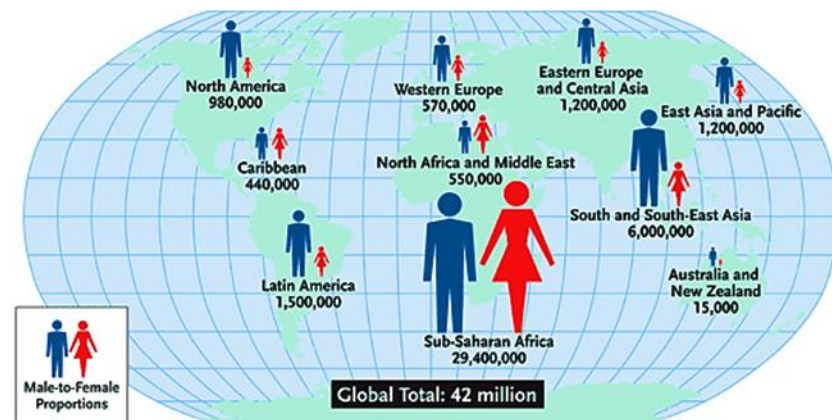 North America
980,000
Western Europe
570,000
Eastern Europe
and Central Asia
1,200,000
East Asia and Pacific
1,200,000
Caribbean
440,000
North Africa and Middle East
550,000
South and South-East Asia
6,000,000
Latin America
1,500,000
Australia and
New Zealand
15,000
Sub-Saharan Africa
29,400,000
Male-to-Female
Proportions
Global Total: 42 million